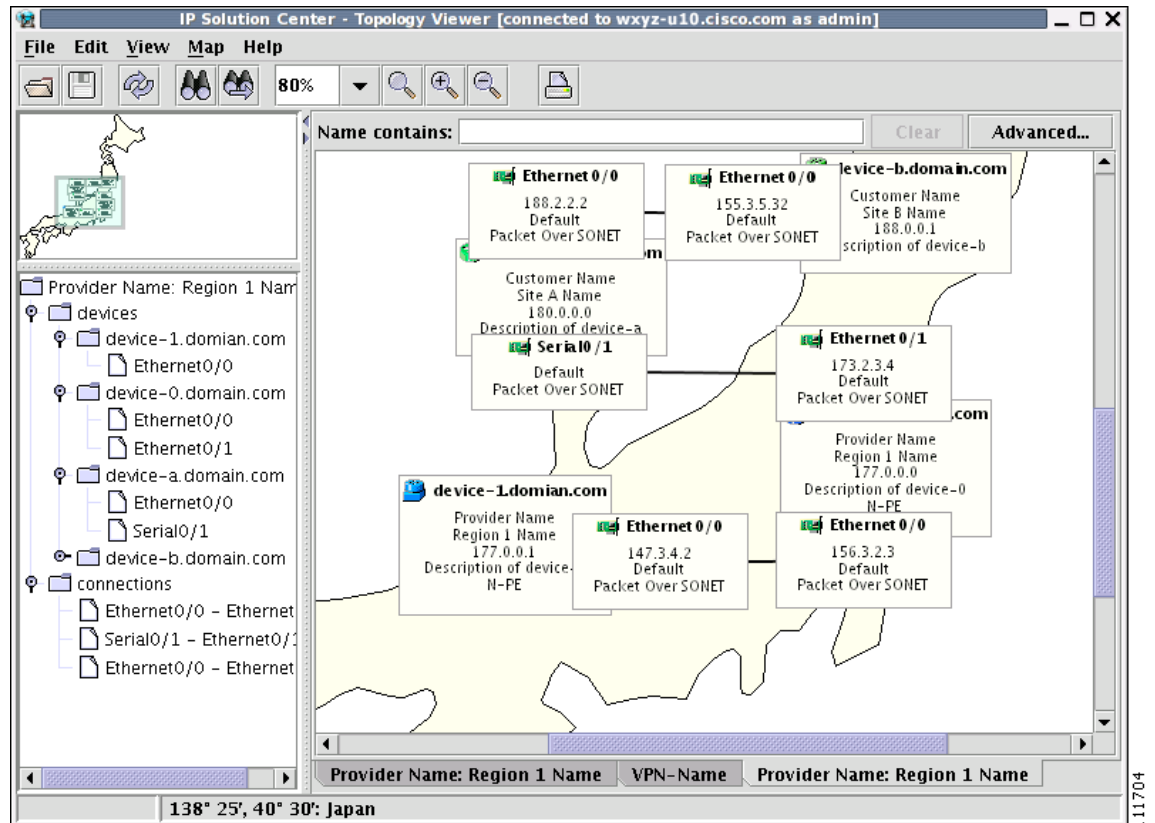 IP Solution Center - Topology Viewer [connected to wxyz-u10.cisco.com as admin]
File Edit View Map Help
80%
Name contains: Clear Advanced...
Provider Name: Region 1 Nam
devices
device-1.domian.com
Ethernet0/0
device-0.domain.com
Ethernet0/0
Ethernet0/1
device-a.domain.com
Ethernet0/0
Serial0/1
device-b.domain.com
connections
Ethernet0/0 - Ethernet
Serial0/1 - Ethernet0/1
Ethernet0/0 - Ethernet
Ethernet 0/0
188.2.2.2
Default
Packet Over SONET
Ethernet 0/0
155.3.5.32
Default
Packet Over SONET
device-b.domain.com
Customer Name
Site B Name
188.0.0.1
scription of device-b
m
Customer Name
Site A Name
180.0.0.0
Description of device-a
Serial0/1
Default
Packet Over SONET
Ethernet 0/1
173.2.3.4
Default
Packet Over SONET
.com
Provider Name
Region 1 Name
177.0.0.0
Description of device-0
N-PE
device-1.domian.com
Provider Name
Region 1 Name
177.0.0.1
Description of device-
N-PE
Ethernet 0/0
147.3.4.2
Default
Packet Over SONET
Ethernet 0/0
156.3.2.3
Default
Packet Over SONET
Provider Name: Region 1 Name VPN-Name Provider Name: Region 1 Name
138° 25', 40° 30': Japan
111704